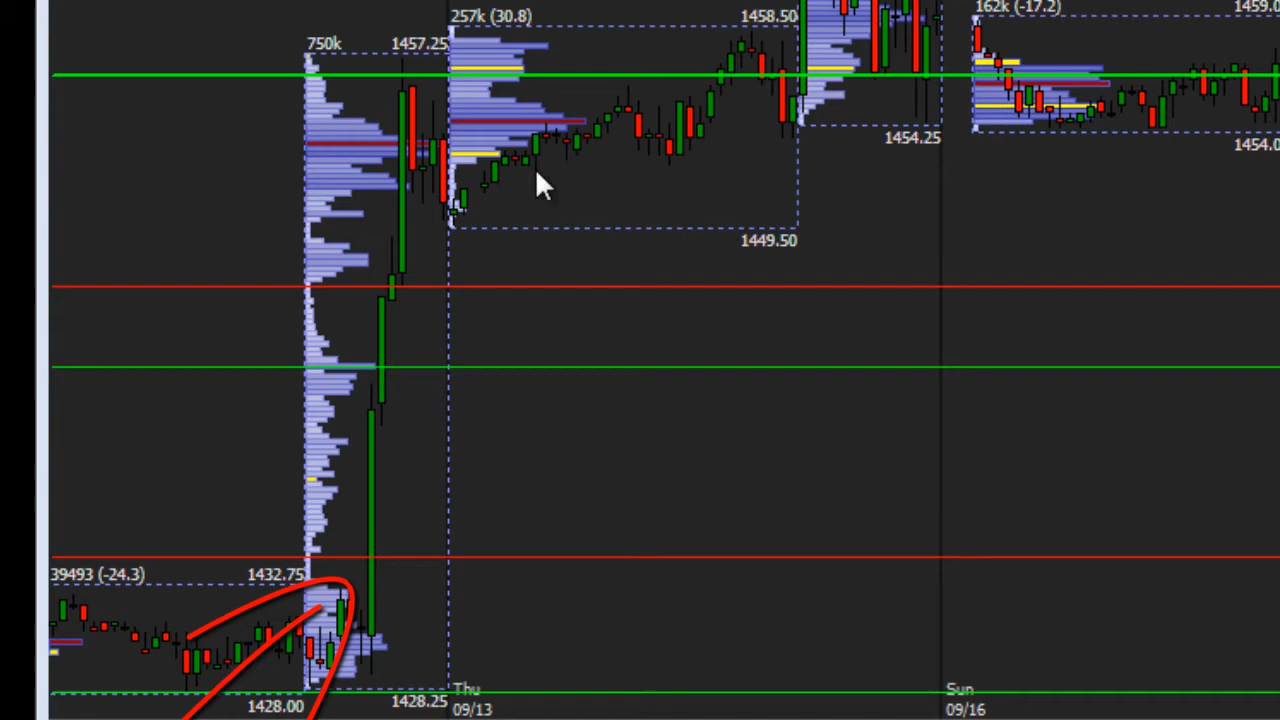 257k (30.8)
1458.50
162k (-17.2)
1459.0
750k
1457.25
1454.25
1454.0
1449.50
39493 (-24.3)
1432.75
1428.00
1428.25
Thu
09/13
Sun
09/16